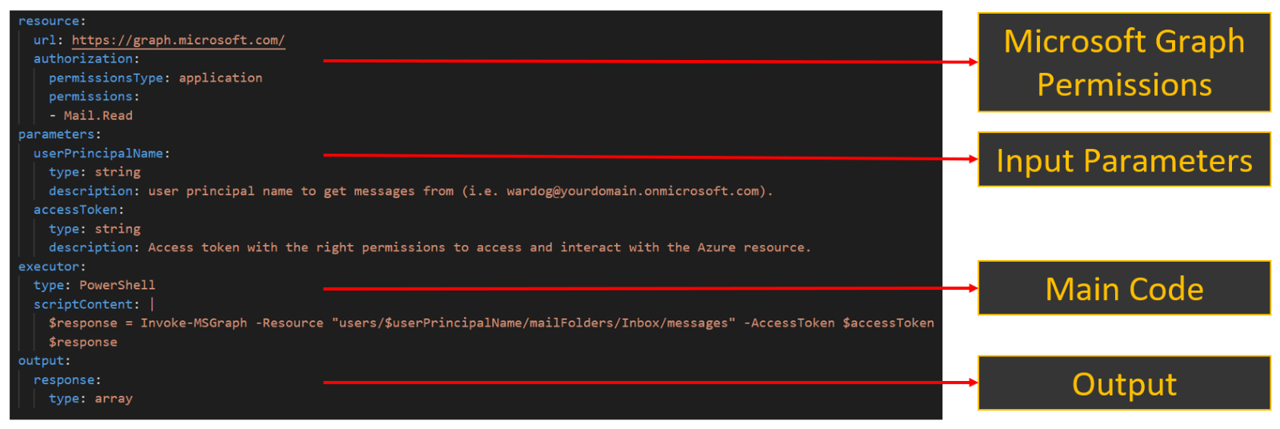 resource:
url: https://graph.microsoft.com/
authorization:
permissionsType: application
permissions:
- Mail.Read
parameters:
userPrincipalName:
type: string
description: user principal name to get messages from (i.e. wardog@yourdomain.onmicrosoft.com).
accessToken:
type: string
description: Access token with the right permissions to access and interact with the Azure resource.
executor:
type: PowerShell
scriptContent: |
$response = Invoke-MSGraph -Resource "users/$userPrincipalName/mailFolders/Inbox/messages" -AccessToken $accessToken
$response
output:
response:
type: array
Microsoft Graph
Permissions
Input Parameters
Main Code
Output